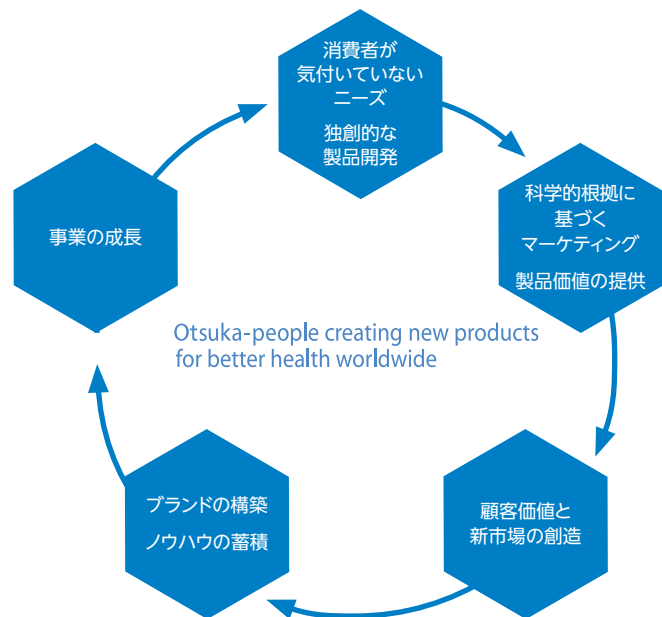 消費者が
気付いていない
ニーズ
独創的な
製品開発
科学的根拠に
基づく
マーケティング
製品価値の提供
事業の成長
Otsuka-people creating new products
for better health worldwide
ブランドの構築
ノウハウの蓄積
顧客価値と
新市場の創造